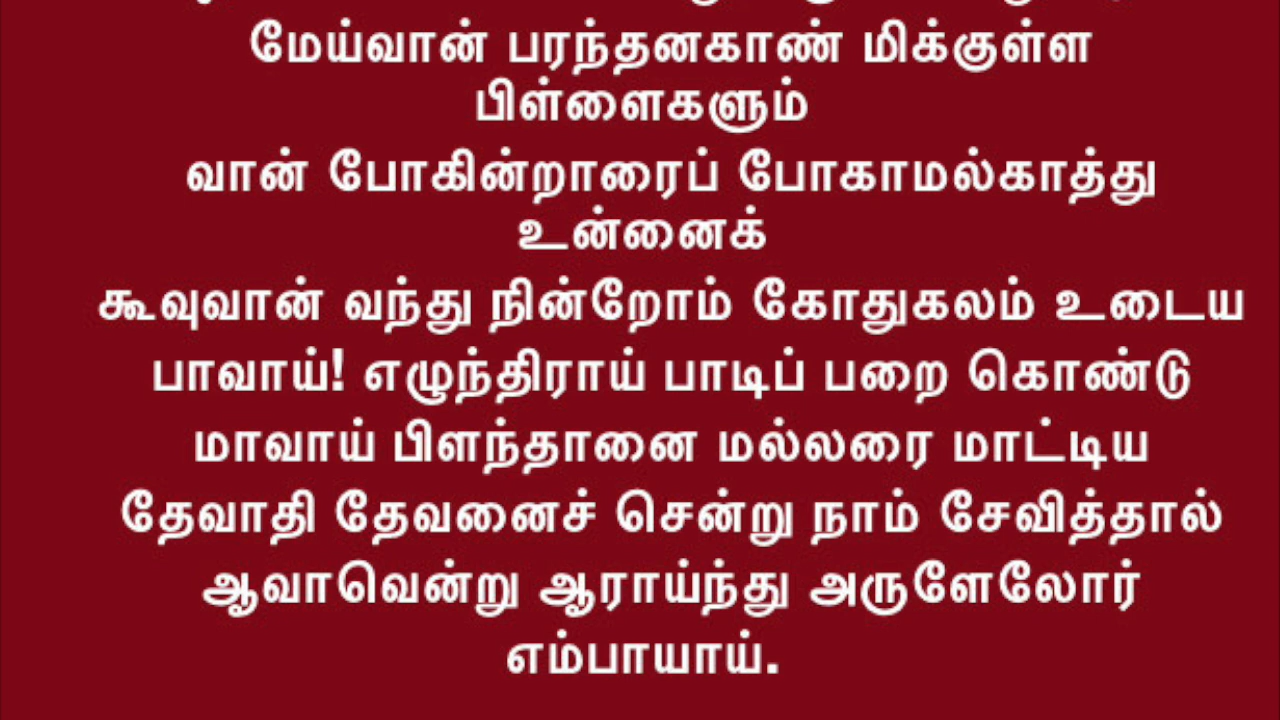 மேய்வான் பரந்தனகாண் மிக்குள்ள
பிள்ளைகளும்
வான் போகின்றாரைப் போகாமல்காத்து
உன்னைக்
கூவுவான் வந்து நின்றோம் கோதுகலம் உடைய
பாவாய்! எழுந்திராய் பாடிப் பறை கொண்டு
மாவாய் பிளந்தானை மல்லரை மாட்டிய
தேவாதி தேவனைச் சென்று நாம் சேவித்தால்
ஆவாவென்று ஆராய்ந்து அருளேலோர்
எம்பாயாய்.